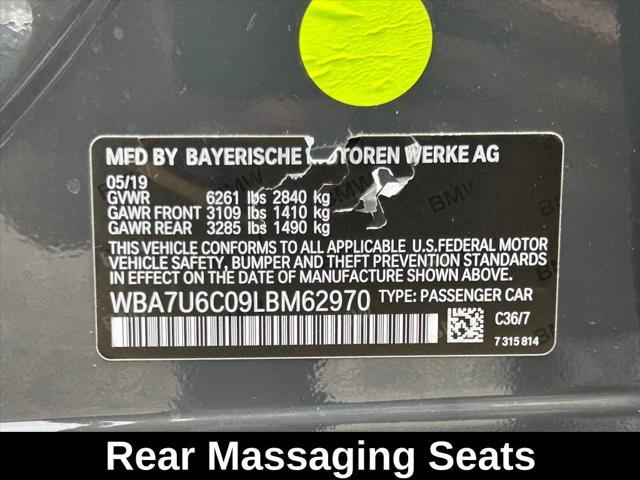 MFD BY BAYERISCHE MOTOREN WERKE AG
05/19
GVWR 6261 lbs 2840 kg
GAWR FRONT 3109 lbs 1410 kg
GAWR REAR 3285 lbs 1490 kg
THIS VEHICLE CONFORMS TO ALL APPLICABLE U.S.FEDERAL MOTOR
VEHICLE SAFETY, BUMPER AND THEFT PREVENTION STANDARDS
IN EFFECT ON THE DATE OF MANUFACTURE SHOWN ABOVE.
WBA7U6C09LBM62970 TYPE: PASSENGER CAR
C36/7
7 315 814
Rear Massaging Seats